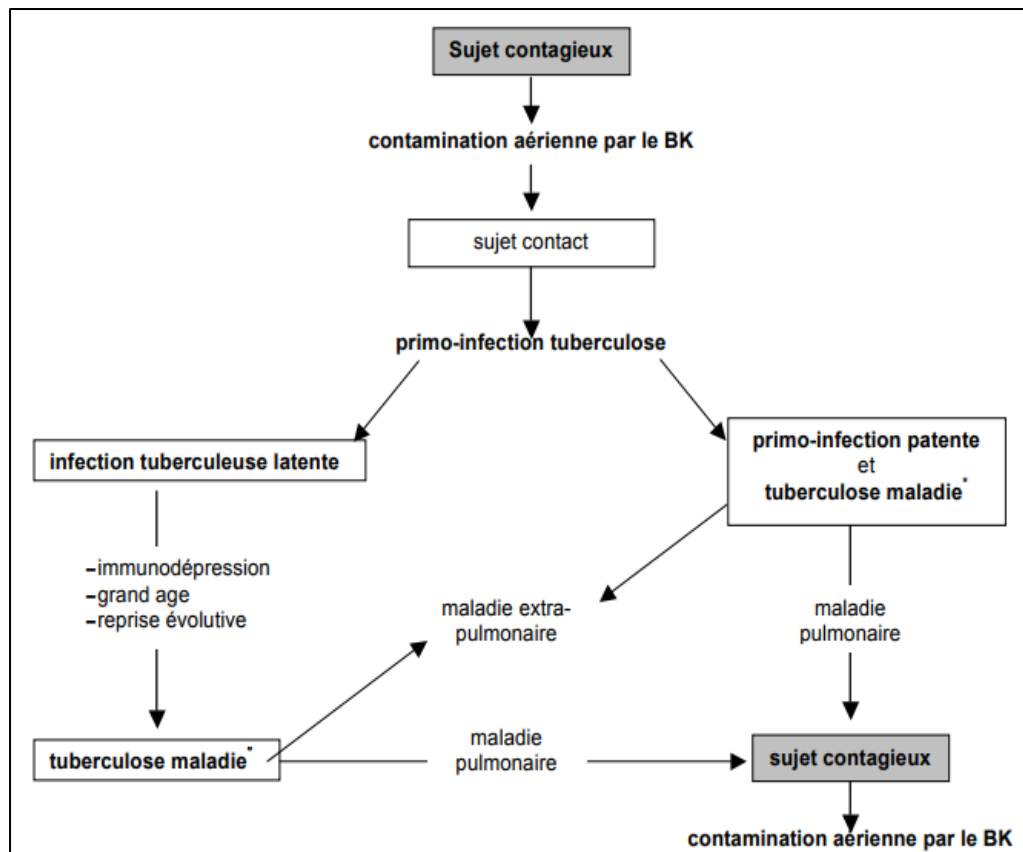 Sujet contagieux
contamination aérienne par le BK
sujet contact
primo-infection tuberculose
infection tuberculeuse latente
primo-infection patente
et
tuberculose maladie*
–immunodépression
–grand age
–reprise évolutive
maladie extra-
pulmonaire
maladie
pulmonaire
tuberculose maladie*
maladie
pulmonaire
sujet contagieux
contamination aérienne par le BK